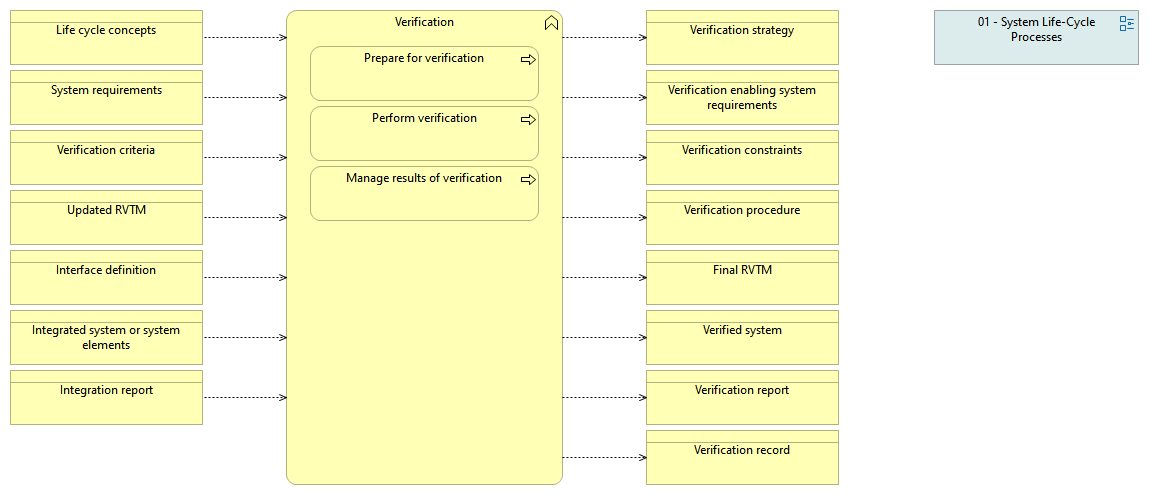 Life cycle concepts
System requirements
Verification criteria
Updated RVTM
Interface definition
Integrated system or system
elements
Integration report
Verification
Prepare for verification
Perform verification
Manage results of verification
Verification strategy
Verification enabling system
requirements
Verification constraints
Verification procedure
Final RVTM
Verified system
Verification report
Verification record
01 - System Life-Cycle
Processes